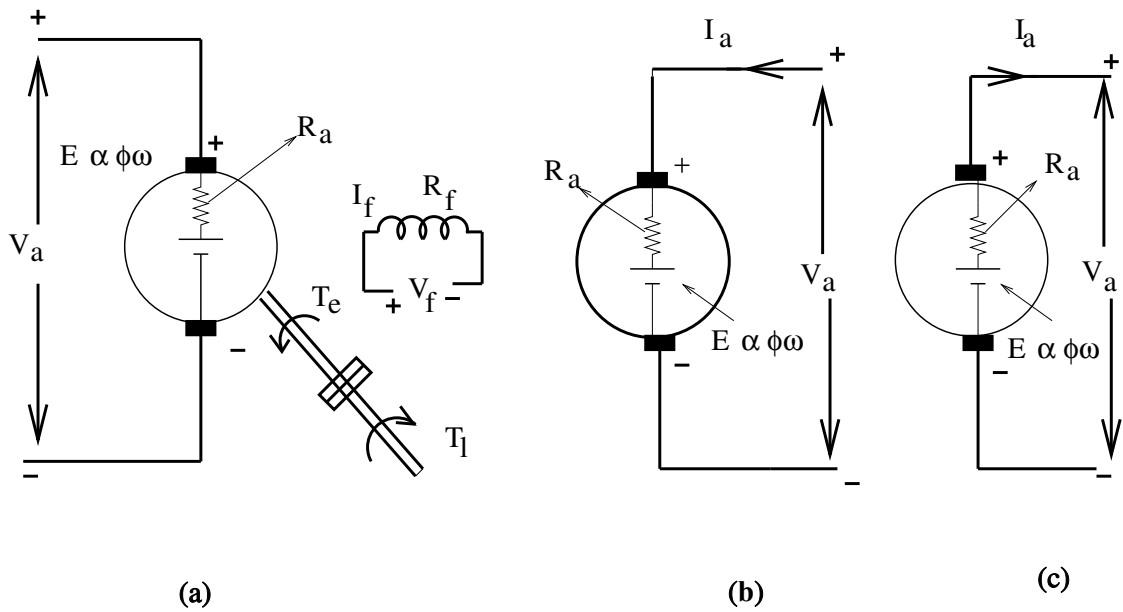 +
E α ϕω
+
R a
V a
I f
R f
+ V f −
T e
−
T l
−
(a)
I a
+
R a
+
V a
E α ϕω
−
−
(b)
I a
+
+
R a
V a
E α ϕω
−
−
(c)